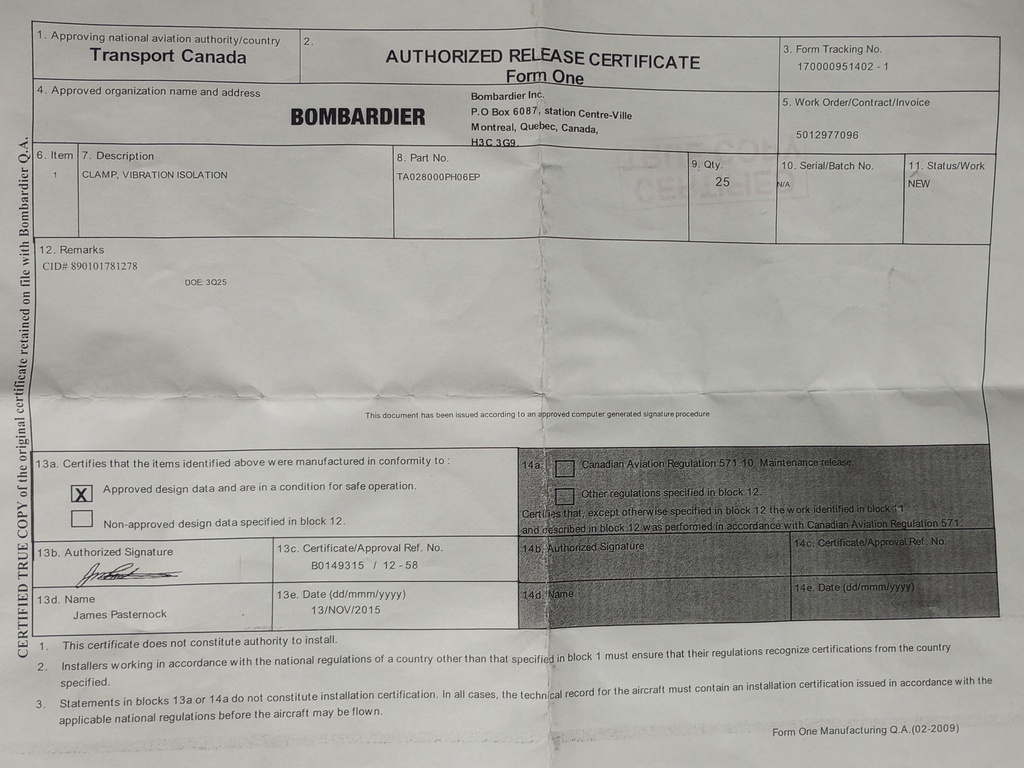 1. Approving national aviation authority/country
Transport Canada
2.
AUTHORIZED RELEASE CERTIFICATE
Form One
3. Form Tracking No.
170000951402 - 1
4. Approved organization name and address
BOMBARDIER
Bombardier Inc.
P.O Box 6087, station Centre-Ville
Montreal, Quebec, Canada,
H3C 3G9
5. Work Order/Contract/Invoice
5012977096
6. Item
1
7. Description
CLAMP, VIBRATION ISOLATION
8. Part No.
TA028000PH06EP
9. Qty.
25
10. Serial/Batch No.
N/A
11. Status/Work
NEW
TRUE COPY
CERTIFIED
12. Remarks
CID# 890101781278
DOE: 3Q25
This document has been issued according to an approved computer generated signature procedure
13a. Certifies that the items identified above were manufactured in conformity to :
X Approved design data and are in a condition for safe operation.
Non-approved design data specified in block 12.
14a. Canadian Aviation Regulation 571.10 Maintenance release.
Other regulations specified in block 12.
Certifies that, except otherwise specified in block 12 the work identified in block 11
and described in block 12 was performed in accordance with Canadian Aviation Regulation 571.
13b. Authorized Signature
13c. Certificate/Approval Ref. No.
B0149315 / 12 - 58
14b. Authorized Signature
14c. Certificate/Approval Ref. No.
13d. Name
James Pasternock
13e. Date (dd/mmm/yyyy)
13/NOV/2015
14d. Name
14e. Date (dd/mmm/yyyy)
1. This certificate does not constitute authority to install.
2. Installers working in accordance with the national regulations of a country other than that specified in block 1 must ensure that their regulations recognize certifications from the country
specified.
3. Statements in blocks 13a or 14a do not constitute installation certification. In all cases, the technical record for the aircraft must contain an installation certification issued in accordance with the
applicable national regulations before the aircraft may be flown.
Form One Manufacturing Q.A.(02-2009)
CERTIFIED TRUE COPY of the original certificate retained on file with Bombardier Q.A.